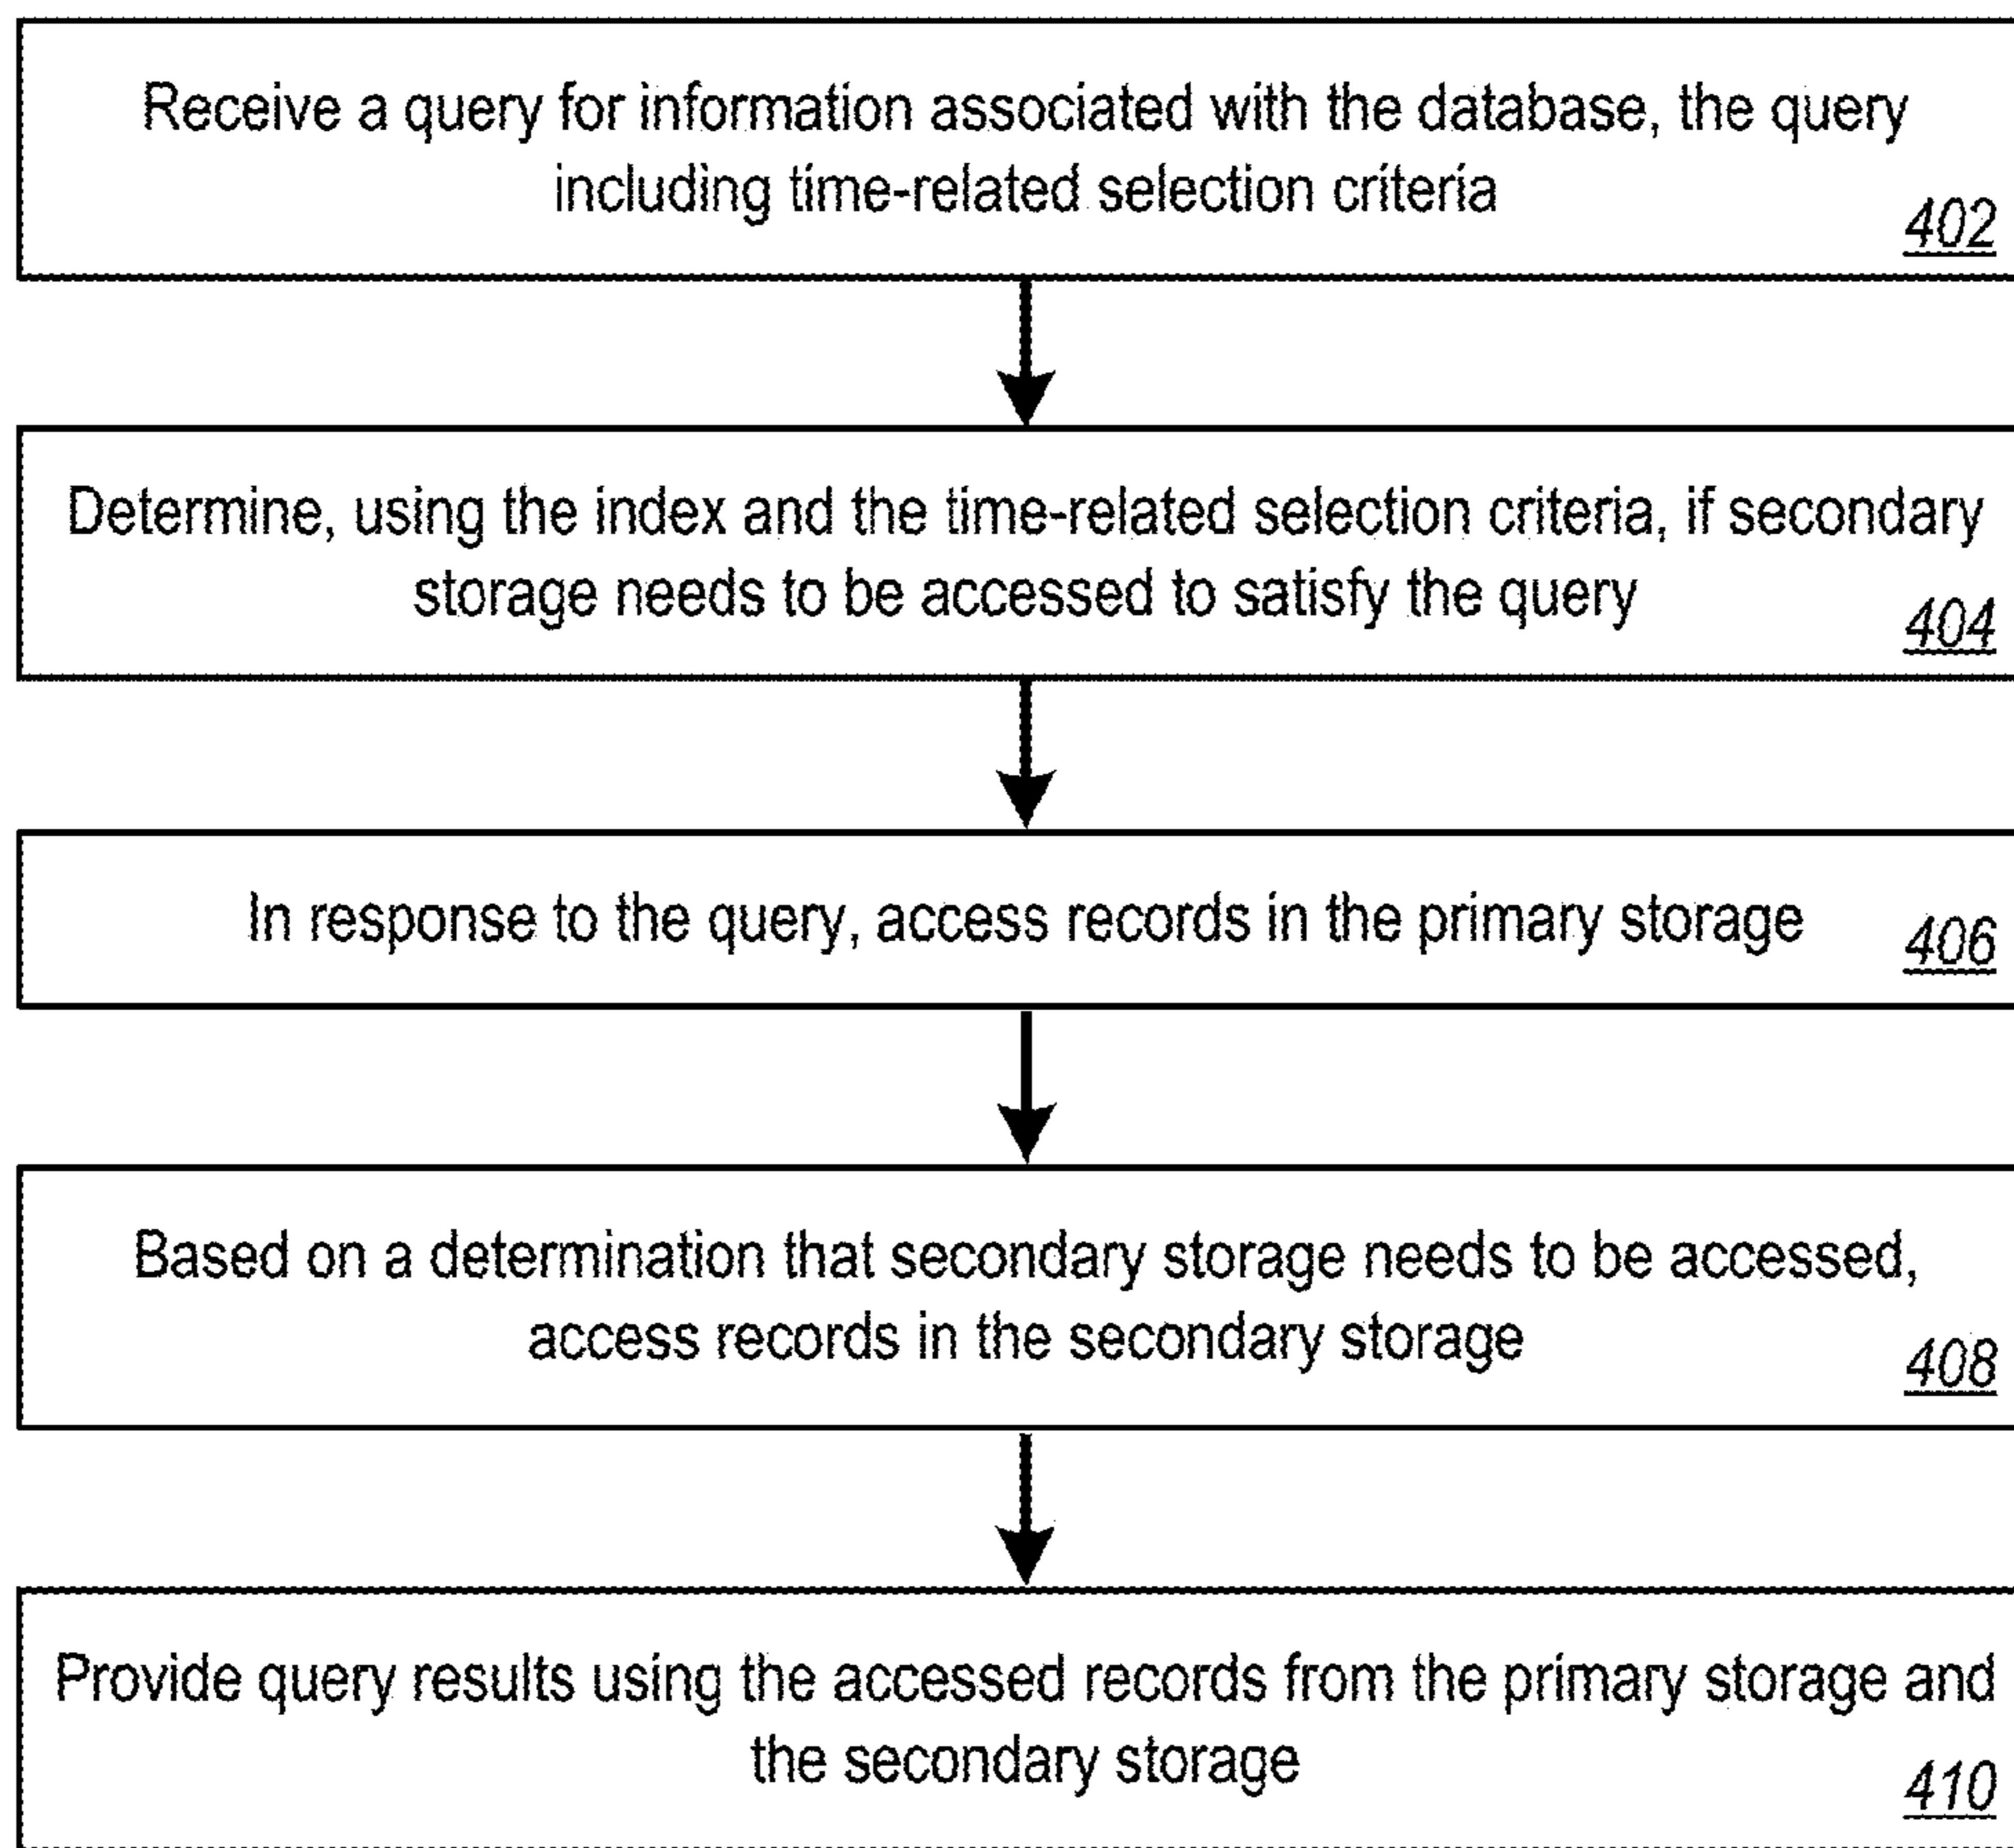 Receive a query for information associated with the database, the query
including time-related selection criteria
402
Determine, using the index and the time-related selection criteria, if secondary
storage needs to be accessed to satisfy the query
404
In response to the query, access records in the primary storage
406
Based on a determination that secondary storage needs to be accessed,
access records in the secondary storage
408
Provide query results using the accessed records from the primary storage and
the secondary storage
410